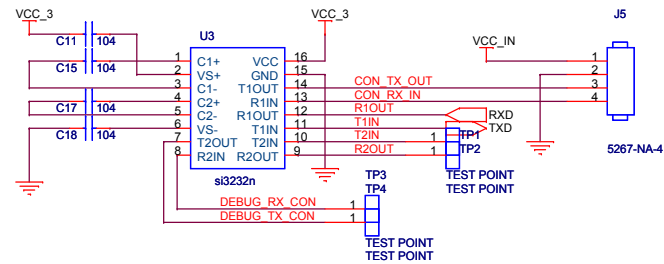 VCC_3
U3
VCC_3
J5
C11 104
C15 104
C17 104
C18 104
1 C1+ VCC 16
2 VS+ GND 15
3 C1- T1OUT 14 CON_TX_OUT
4 C2+ R1IN 13 CON_RX_IN
5 C2- R1OUT 12 R1OUT RXD
6 VS- T1IN 11 T1IN TXD
7 T2OUT T2IN 10 T2IN 1 TP1
8 R2IN R2OUT 9 R2OUT 1 TP2
si3232n
TEST POINT
TEST POINT
VCC_IN
1
2
3
4
5267-NA-4
TP3
TP4
DEBUG_RX_CON 1
DEBUG_TX_CON 1
TEST POINT
TEST POINT